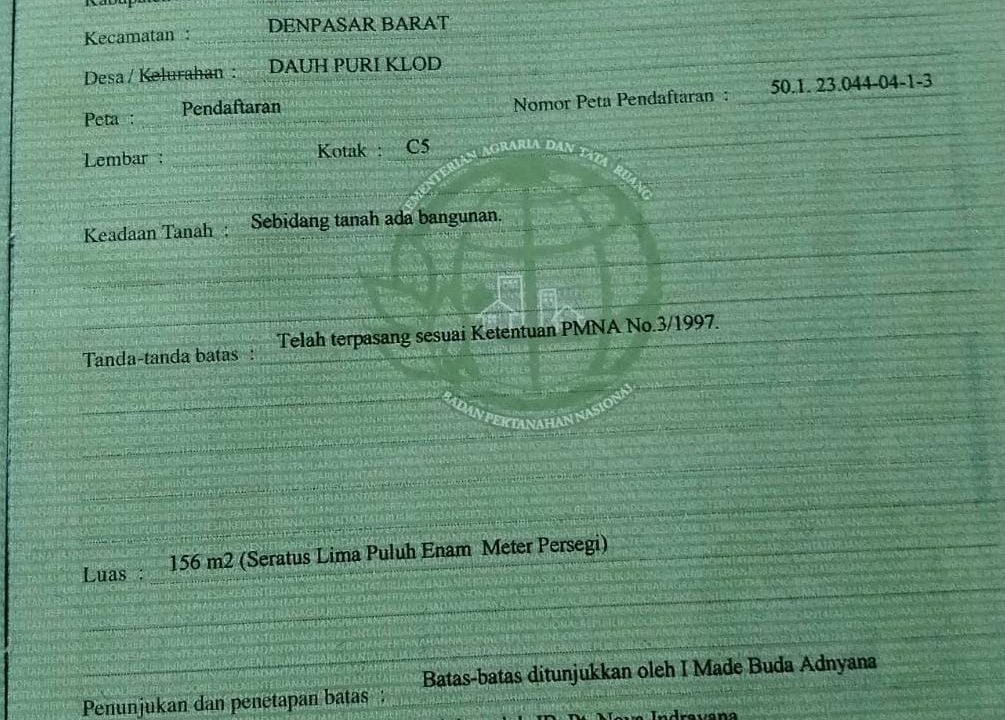 Kecamatan : DENPASAR BARAT
Desa / Kelurahan : DAUH PURI KLOD
Peta : Pendaftaran Nomor Peta Pendaftaran : 50.1. 23.044-04-1-3
Lembar : Kotak : C5
KEMENTERIAN AGRARIA DAN TATA RUANG
Keadaan Tanah : Sebidang tanah ada bangunan.
Tanda-tanda batas : Telah terpasang sesuai Ketentuan PMNA No.3/1997.
BADAN PERTANAHAN NASIONAL
Luas : 156 m2 (Seratus Lima Puluh Enam Meter Persegi)
Penunjukan dan penetapan batas : Batas-batas ditunjukkan oleh I Made Buda Adnyana
Indrayana